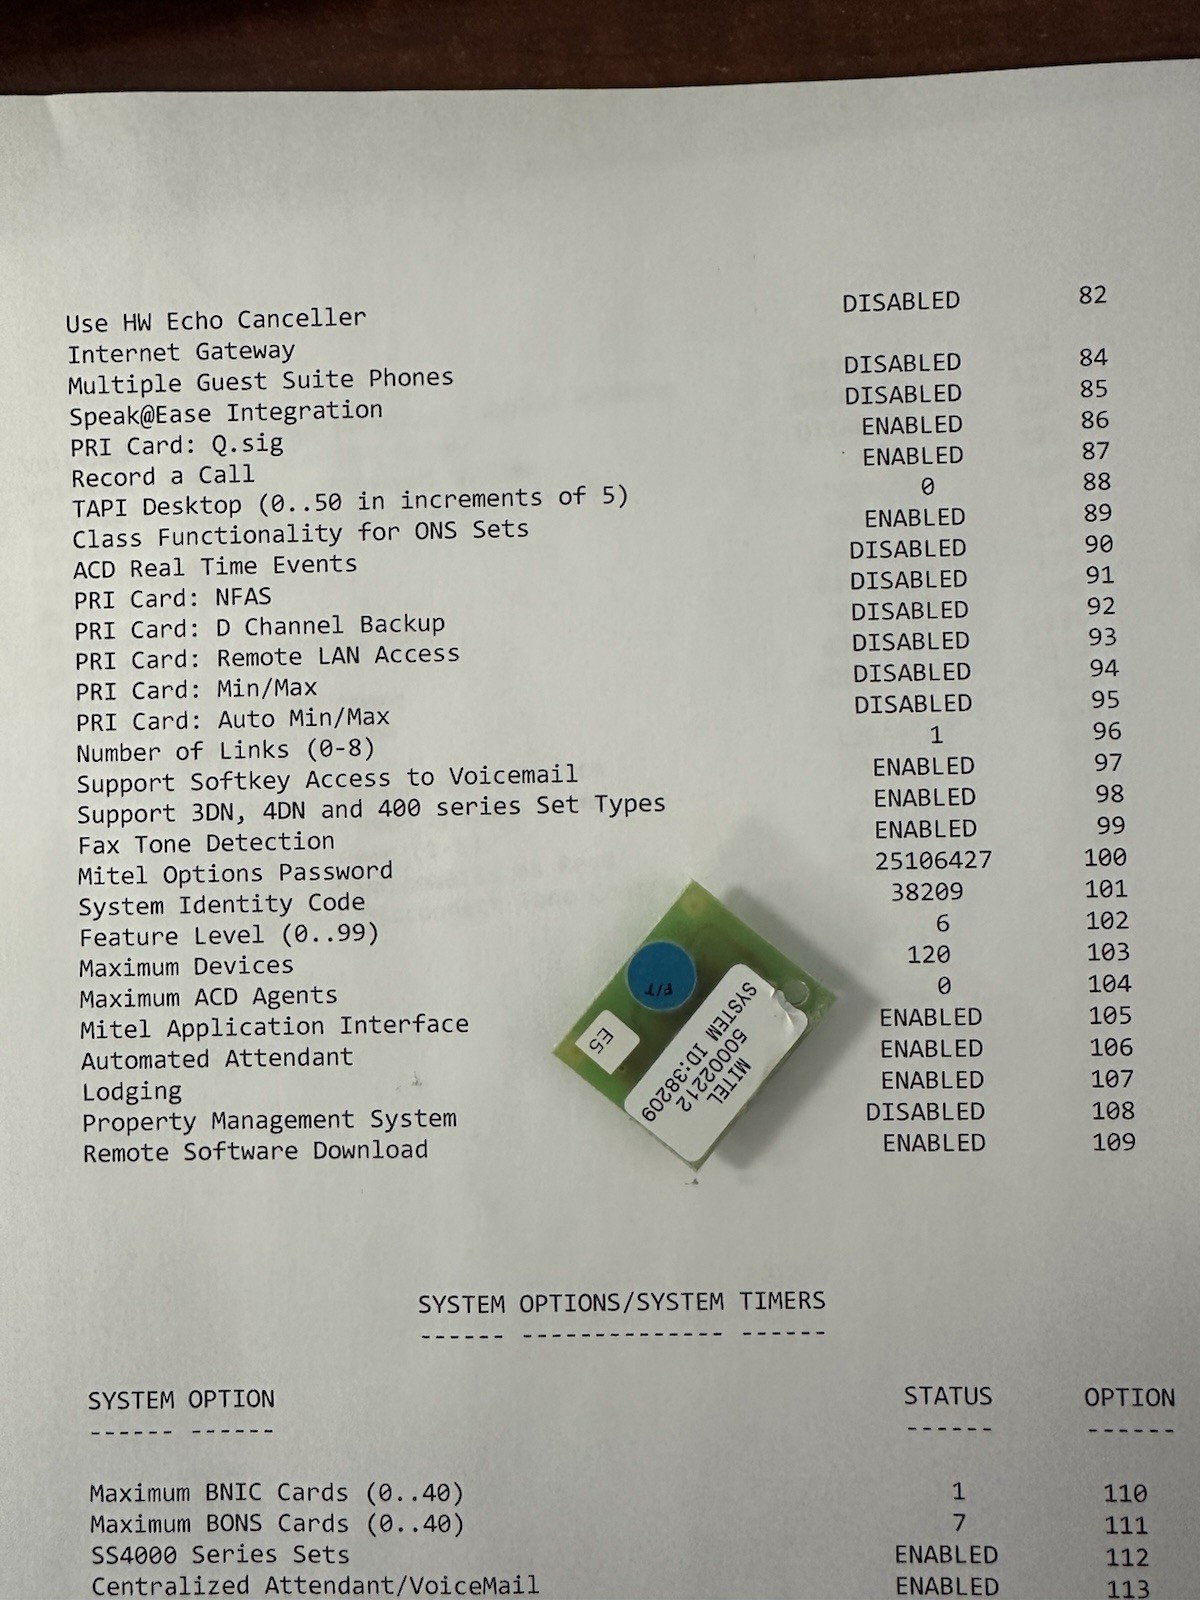 Use HW Echo Canceller DISABLED 82
Internet Gateway
Multiple Guest Suite Phones DISABLED 84
Speak@Ease Integration DISABLED 85
PRI Card: Q.sig ENABLED 86
Record a Call ENABLED 87
TAPI Desktop (0..50 in increments of 5) 0 88
Class Functionality for ONS Sets ENABLED 89
ACD Real Time Events DISABLED 90
PRI Card: NFAS DISABLED 91
PRI Card: D Channel Backup DISABLED 92
PRI Card: Remote LAN Access DISABLED 93
PRI Card: Min/Max DISABLED 94
PRI Card: Auto Min/Max DISABLED 95
Number of Links (0-8) 1 96
Support Softkey Access to Voicemail ENABLED 97
Support 3DN, 4DN and 400 series Set Types ENABLED 98
Fax Tone Detection ENABLED 99
Mitel Options Password 25106427 100
System Identity Code 38209 101
Feature Level (0..99) 6 102
Maximum Devices 120 103
Maximum ACD Agents 0 104
Mitel Application Interface ENABLED 105
Automated Attendant ENABLED 106
Lodging ENABLED 107
Property Management System DISABLED 108
Remote Software Download ENABLED 109
F/T
E5
MITEL
50002212
SYSTEM ID:38209
SYSTEM OPTIONS/SYSTEM TIMERS
------ -------------- ------
SYSTEM OPTION STATUS OPTION
------ ------ ------ ------
Maximum BNIC Cards (0..40) 1 110
Maximum BONS Cards (0..40) 7 111
SS4000 Series Sets ENABLED 112
Centralized Attendant/VoiceMail ENABLED 113